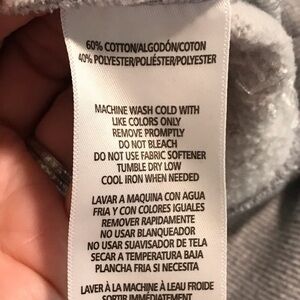 60% COTTON/ALGODÓN/COTON
40% POLYESTER/POLIÉSTER/POLYESTER
MACHINE WASH COLD WITH
LIKE COLORS ONLY
REMOVE PROMPTLY
DO NOT BLEACH
DO NOT USE FABRIC SOFTENER
TUMBLE DRY LOW
COOL IRON WHEN NEEDED
LAVAR A MAQUINA CON AGUA
FRIA Y CON COLORES IGUALES
REMOVER RAPIDAMENTE
NO USAR BLANQUEADOR
NO USAR SUAVISADOR DE TELA
SECAR A TEMPERATURA BAJA
PLANCHA FRIA SI NECESITA
LAVER À LA MACHINE À L'EAU FROIDE
SORTIR IMMÉDIATEMENT